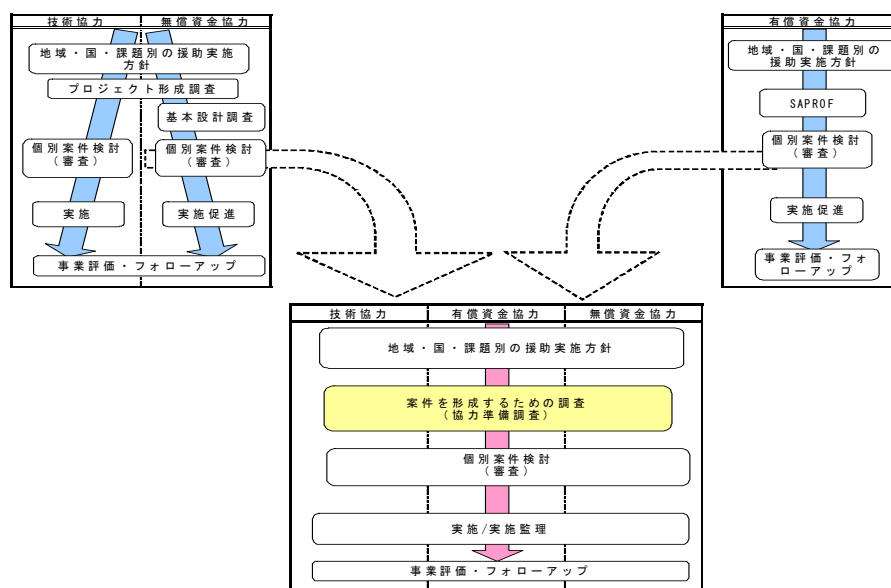 技術協力
無償資金協力
地域・国・課題別の援助実施
方針
プロジェクト形成調査
基本設計調査
個別案件検討
(審査)
個別案件検討
(審査)
実施
実施促進
事業評価・フォローアップ
有償資金協力
地域・国・課題別の
援助実施方針
SAPROF
個別案件検討
(審査)
実施促進
事業評価・フォ
ローアップ
技術協力
有償資金協力
無償資金協力
地域・国・課題別の援助実施方針
案件を形成するための調査
(協力準備調査)
個別案件検討
(審査)
実施/実施監理
事業評価・フォローアップ